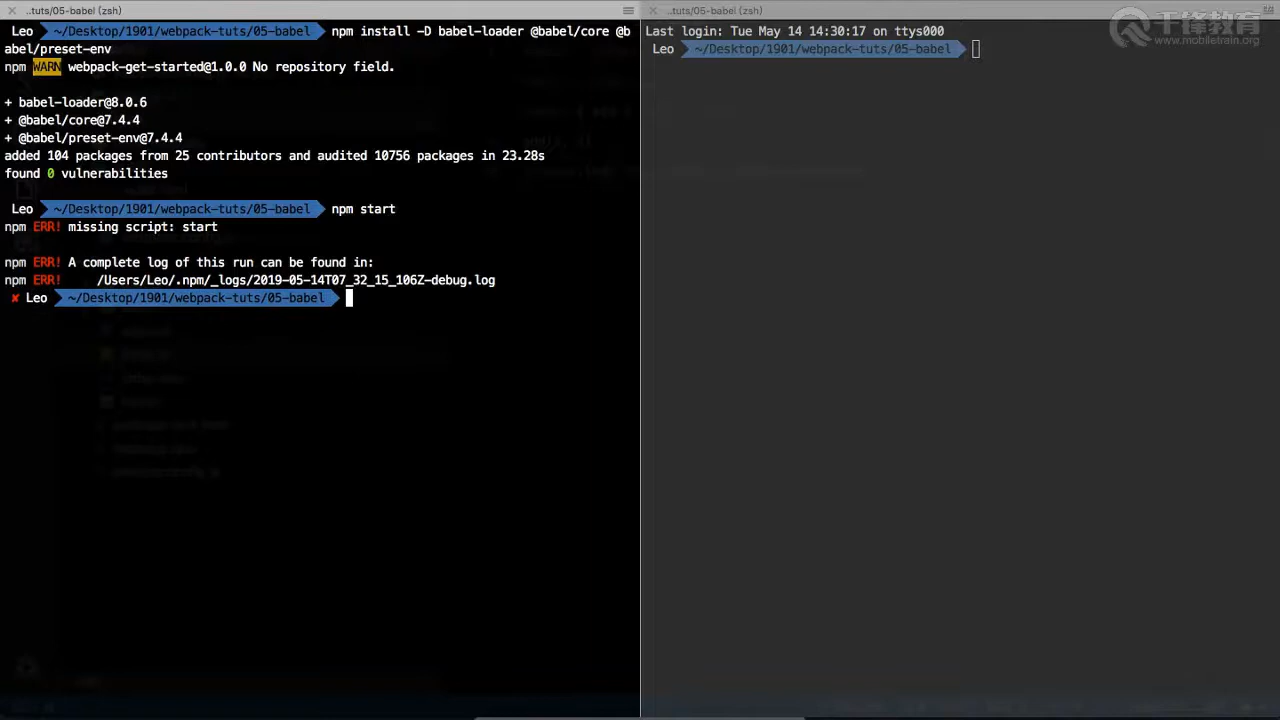 ..tuts/05-babel (zsh)
Leo ~/Desktop/1901/webpack-tuts/05-babel npm install -D babel-loader @babel/core @b
abel/preset-env
npm WARN webpack-get-started@1.0.0 No repository field.
+ babel-loader@8.0.6
+ @babel/core@7.4.4
+ @babel/preset-env@7.4.4
added 104 packages from 25 contributors and audited 10756 packages in 23.28s
found 0 vulnerabilities
Leo ~/Desktop/1901/webpack-tuts/05-babel npm start
npm ERR! missing script: start
npm ERR! A complete log of this run can be found in:
npm ERR!     /Users/Leo/.npm/_logs/2019-05-14T07_32_15_106Z-debug.log
✘ Leo ~/Desktop/1901/webpack-tuts/05-babel
..tuts/05-babel (zsh)
Last login: Tue May 14 14:30:17 on ttys000
Leo ~/Desktop/1901/webpack-tuts/05-babel
千锋教育
www.mobiletrain.org